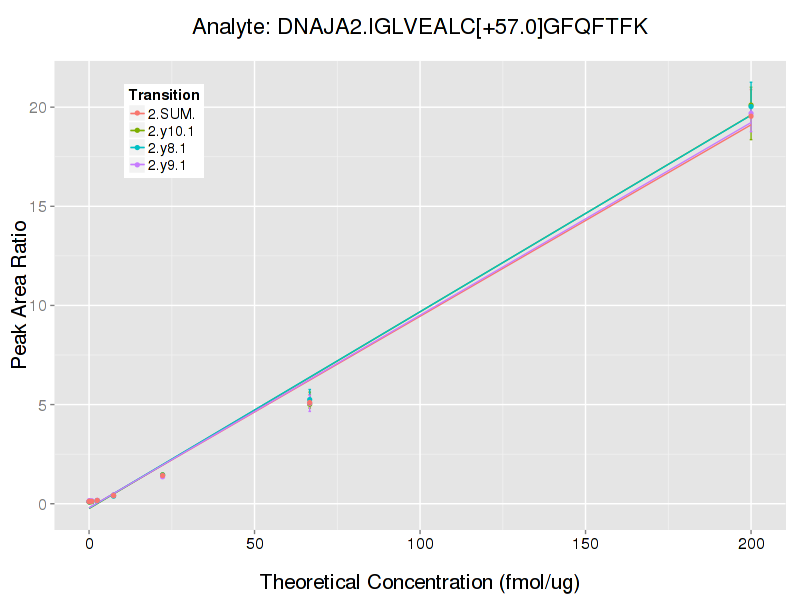 Analyte: DNAJA2.IGLVEALC[+57.0]GFQFTFK
Transition
2.SUM.
2.y10.1
2.y8.1
2.y9.1
Peak Area Ratio
20
15
10
5
0
0 50 100 150 200
Theoretical Concentration (fmol/ug)